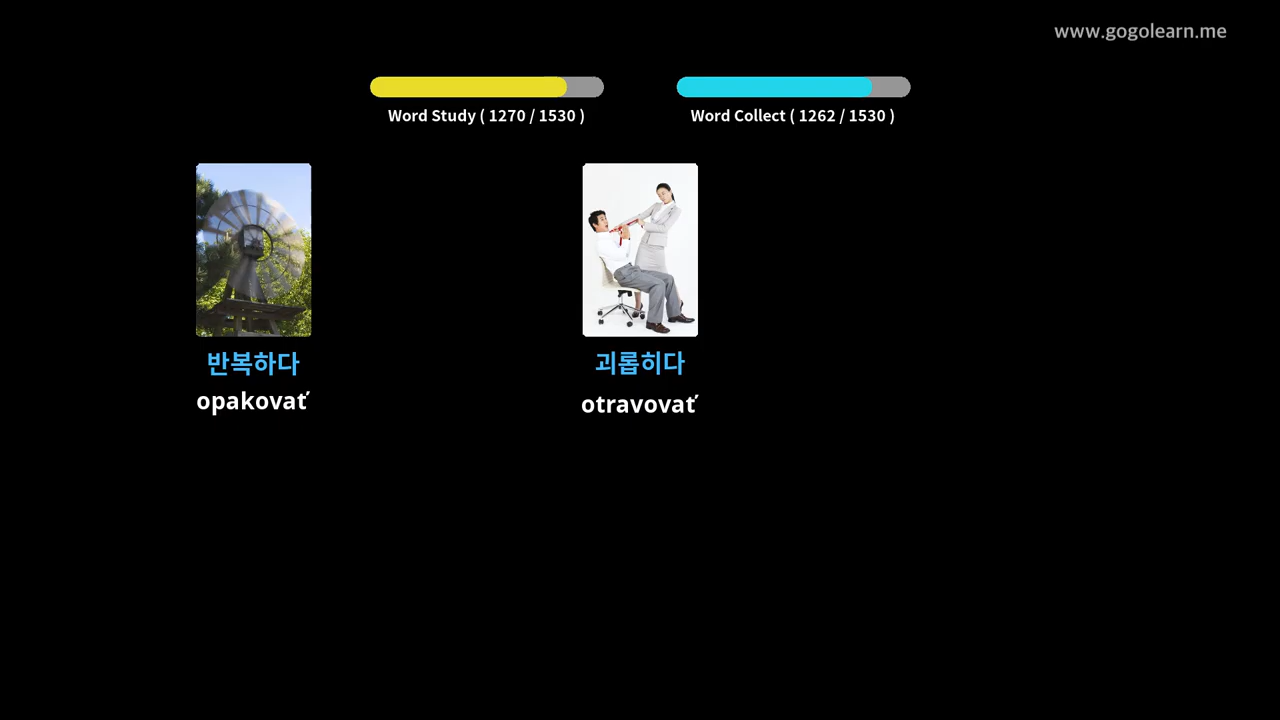 www.gogolearn.me
Word Study ( 1270 / 1530 )
Word Collect ( 1262 / 1530 )
반복하다
opakovať
괴롭히다
otravovať